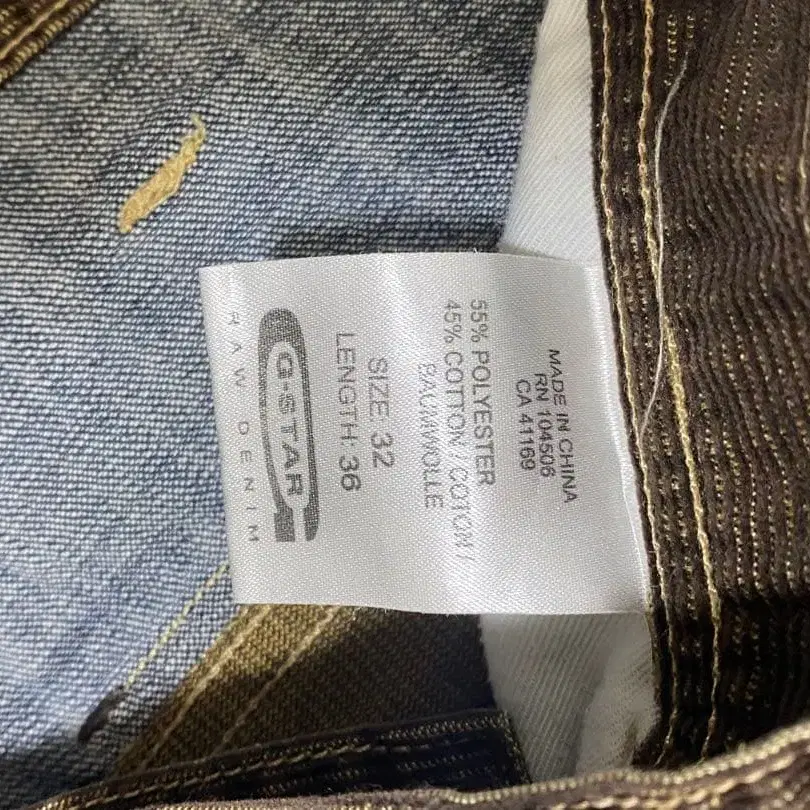 MADE IN CHINA
RN 104506
CA 41169
55% POLYESTER
45% COTTON / COTON /
BAUMWOLLE
SIZE: 32
LENGTH: 36
G-STAR
RAW DENIM